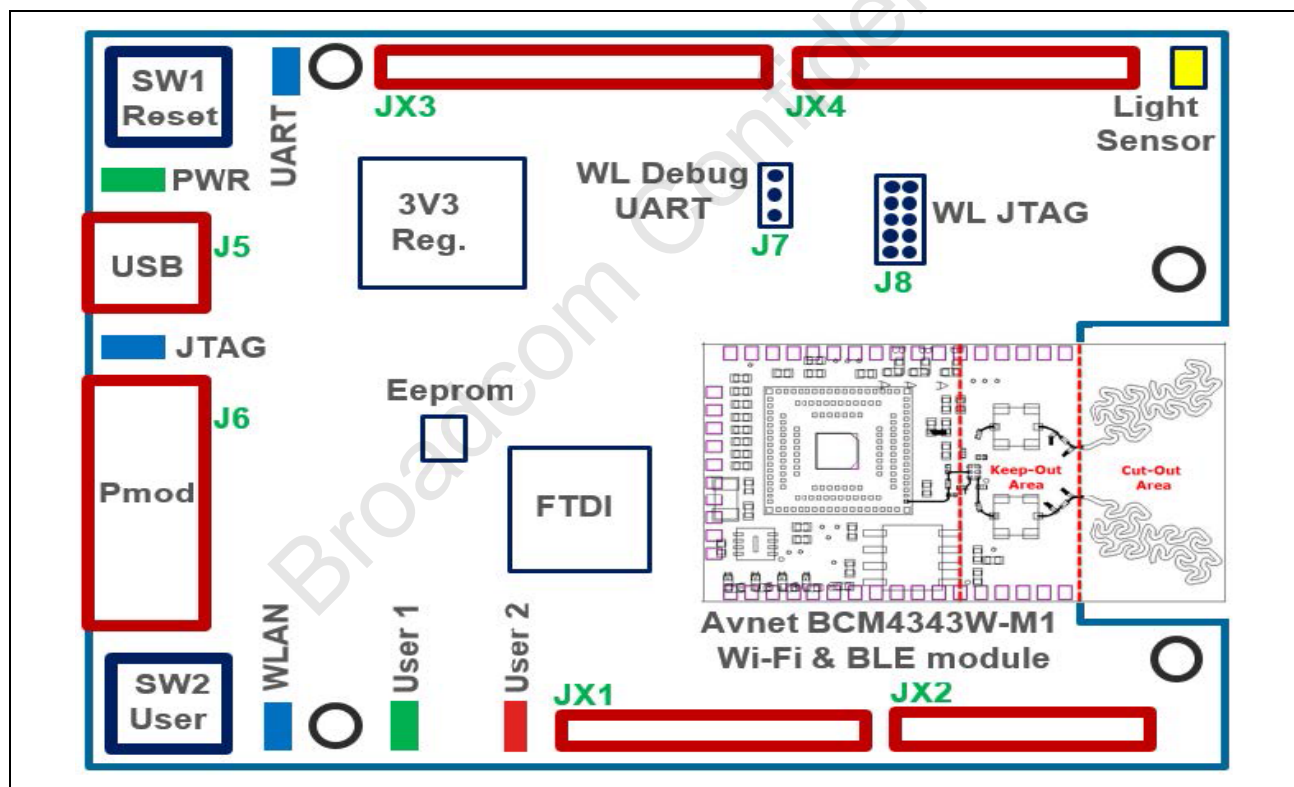 SW1
Reset
UART
JX3
JX4
Light
Sensor
PWR
3V3
Reg.
WL Debug
UART
J7
WL JTAG
J8
J5
USB
JTAG
J6
Pmod
Eeprom
FTDI
Keep-Out
Area
Cut-Out
Area
Avnet BCM4343W-M1
Wi-Fi & BLE module
SW2
User
WLAN
User 1
User 2
JX1
JX2
Broadcom Confiden